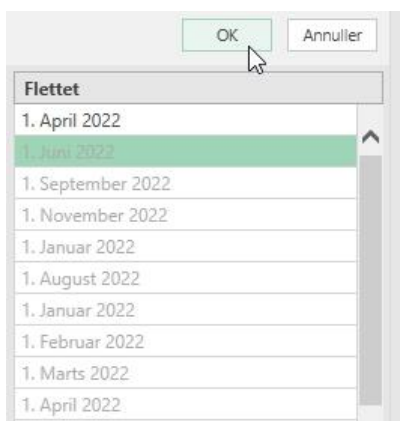 OK Annuller
Flettet
1. April 2022
1. Juni 2022
1. September 2022
1. November 2022
1. Januar 2022
1. August 2022
1. Januar 2022
1. Februar 2022
1. Marts 2022
1. April 2022